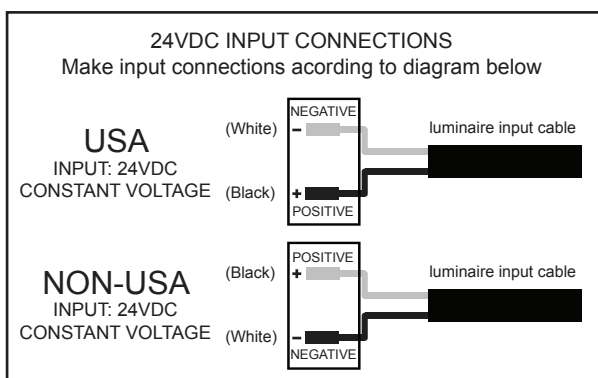 24VDC INPUT CONNECTIONS
Make input connections acording to diagram below
USA
INPUT: 24VDC
CONSTANT VOLTAGE
(White)
(Black)
NEGATIVE
-
+
POSITIVE
luminaire input cable
NON-USA
INPUT: 24VDC
CONSTANT VOLTAGE
(Black)
(White)
POSITIVE
+
-
NEGATIVE
luminaire input cable